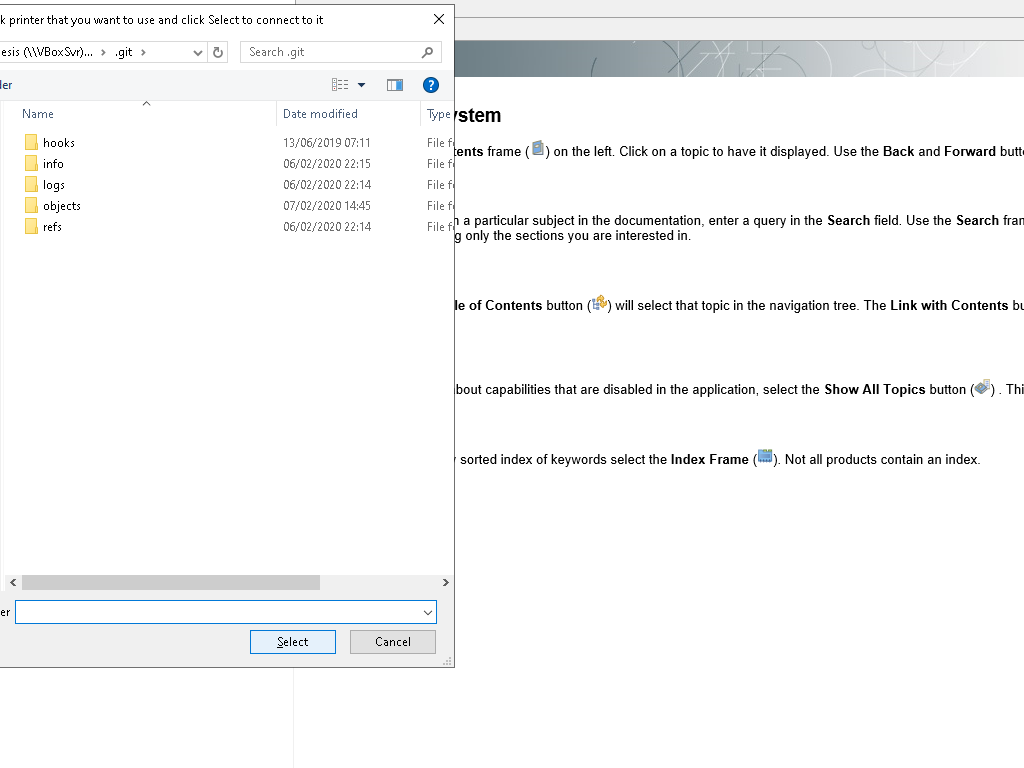 k printer that you want to use and click Select to connect to it
esis (\\VBoxSvr)... > .git >
Search .git
ler
Name
Date modified
Type
hooks 13/06/2019 07:11 File f
info 06/02/2020 22:15 File f
logs 06/02/2020 22:14 File f
objects 07/02/2020 14:45 File f
refs 06/02/2020 22:14 File f
er
Select
Cancel
ystem
tents frame ( ) on the left. Click on a topic to have it displayed. Use the Back and Forward butto
n a particular subject in the documentation, enter a query in the Search field. Use the Search fran
g only the sections you are interested in.
le of Contents button ( ) will select that topic in the navigation tree. The Link with Contents bu
bout capabilities that are disabled in the application, select the Show All Topics button ( ) . Thi
y sorted index of keywords select the Index Frame ( ). Not all products contain an index.